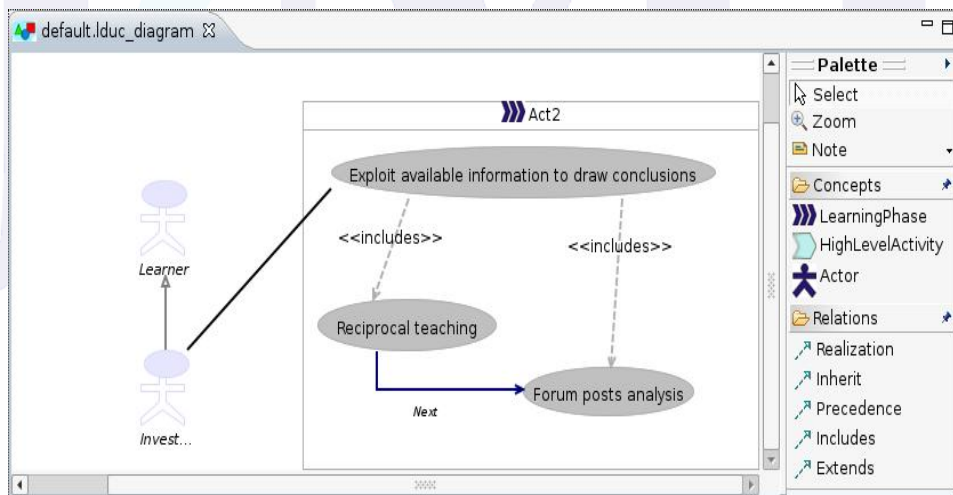 default.lduc_diagram
Palette
Select
Zoom
Note
Concepts
LearningPhase
HighLevelActivity
Actor
Relations
Realization
Inherit
Precedence
Includes
Extends
Act2
Exploit available information to draw conclusions
<<includes>>
<<includes>>
Learner
Reciprocal teaching
Forum posts analysis
Next
Invest...